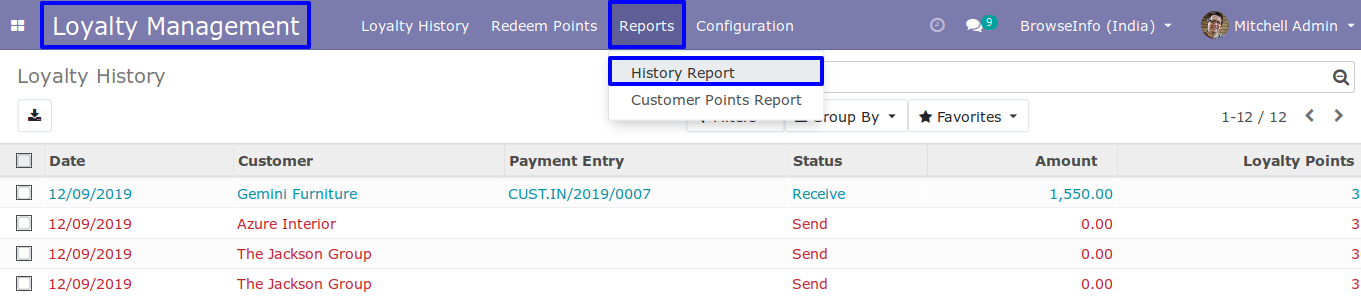 Loyalty Management Loyalty History Redeem Points Reports Configuration 9 BrowseInfo (India) Mitchell Admin
Loyalty History
History Report
Customer Points Report
Group By Favorites 1-12 / 12
Date Customer Payment Entry Status Amount Loyalty Points
12/09/2019 Gemini Furniture CUST.IN/2019/0007 Receive 1,550.00 3
12/09/2019 Azure Interior Send 0.00 3
12/09/2019 The Jackson Group Send 0.00 3
12/09/2019 The Jackson Group Send 0.00 3